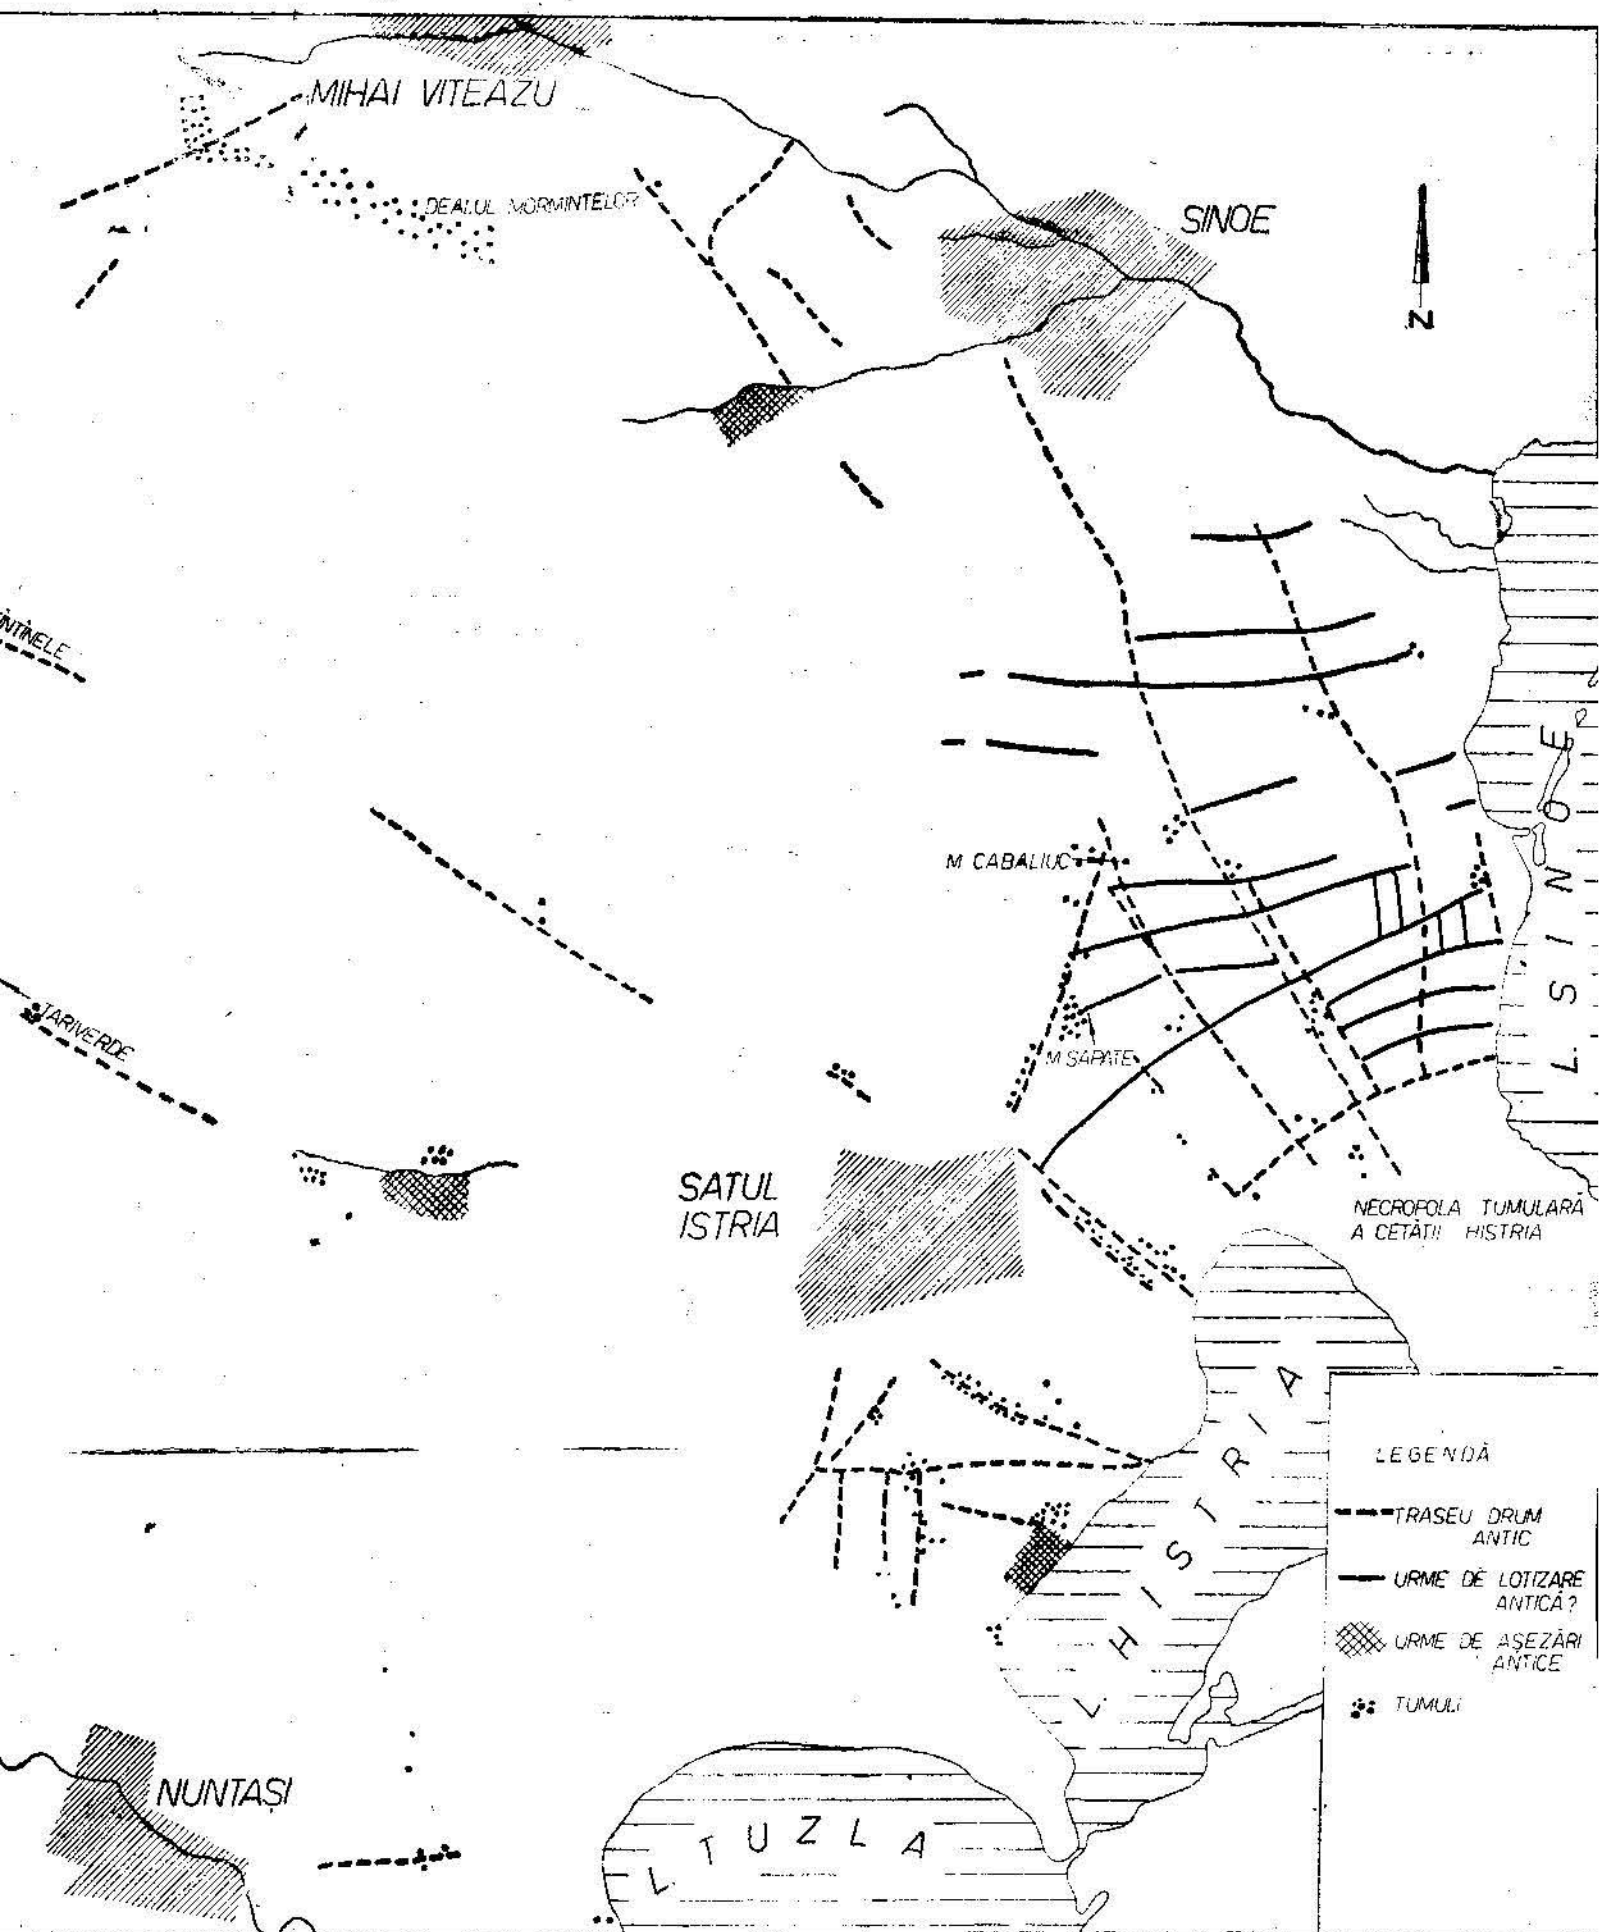 MIHAI VITEAZU
DEALUL MORMINTELOR
SINOE
N
M CABALIUC
L. SINOE
TARIVERDE
M SAPATE
SATUL
ISTRIA
NECROPOLA TUMULARĂ
A CETĂȚII HISTRIA
L. HISTRIA
LEGENDĂ
TRASEU DRUM
ANTIC
URME DE LOTIZARE
ANTICĂ?
URME DE AȘEZĂRI
ANTICE
TUMULI
NUNTAȘI
L. TUZLA